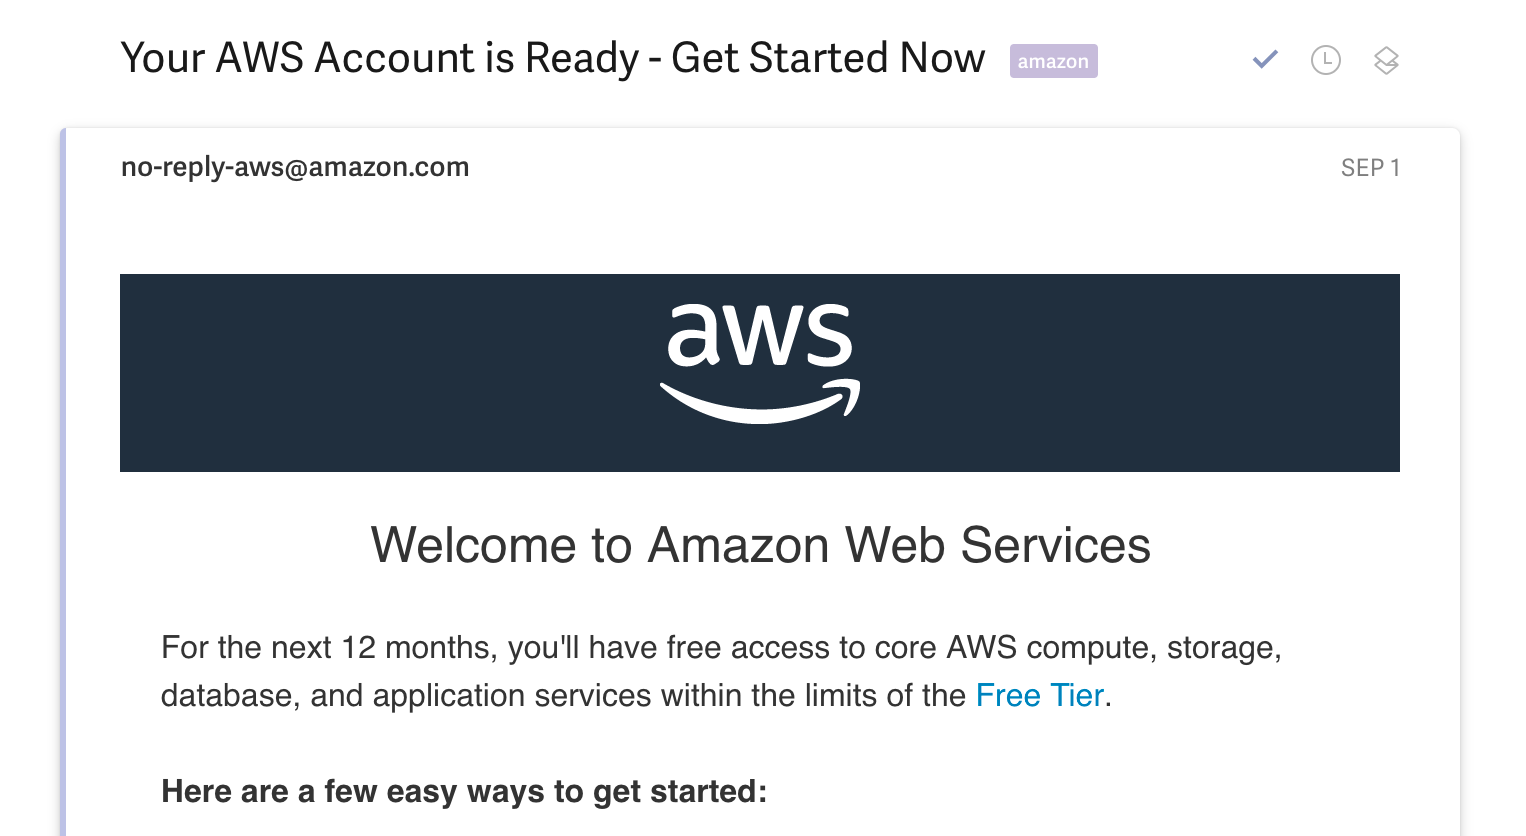 Your AWS Account is Ready - Get Started Now amazon
no-reply-aws@amazon.com SEP 1
aws
Welcome to Amazon Web Services
For the next 12 months, you'll have free access to core AWS compute, storage,
database, and application services within the limits of the Free Tier.
Here are a few easy ways to get started: